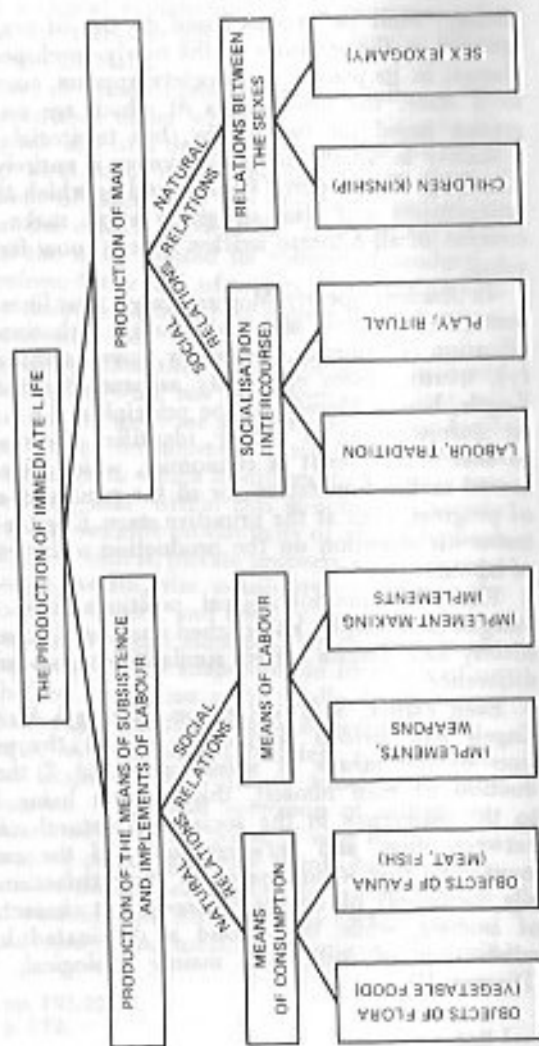 THE PRODUCTION OF IMMEDIATE LIFE
PRODUCTION OF THE MEANS OF SUBSISTENCE
AND IMPLEMENTS OF LABOUR
PRODUCTION OF MAN
NATURAL
RELATIONS
SOCIAL
RELATIONS
SOCIAL
RELATIONS
NATURAL
RELATIONS
MEANS
OF CONSUMPTION
MEANS OF LABOUR
SOCIALISATION
(INTERCOURSE)
RELATIONS BETWEEN
THE SEXES
OBJECTS OF FLORA
(VEGETABLE FOOD)
OBJECTS OF FAUNA
(MEAT, FISH)
IMPLEMENTS,
WEAPONS
IMPLEMENT-MAKING
IMPLEMENTS
LABOUR, TRADITION
PLAY, RITUAL
CHILDREN (KINSHIP)
SEX (EXOGAMY)